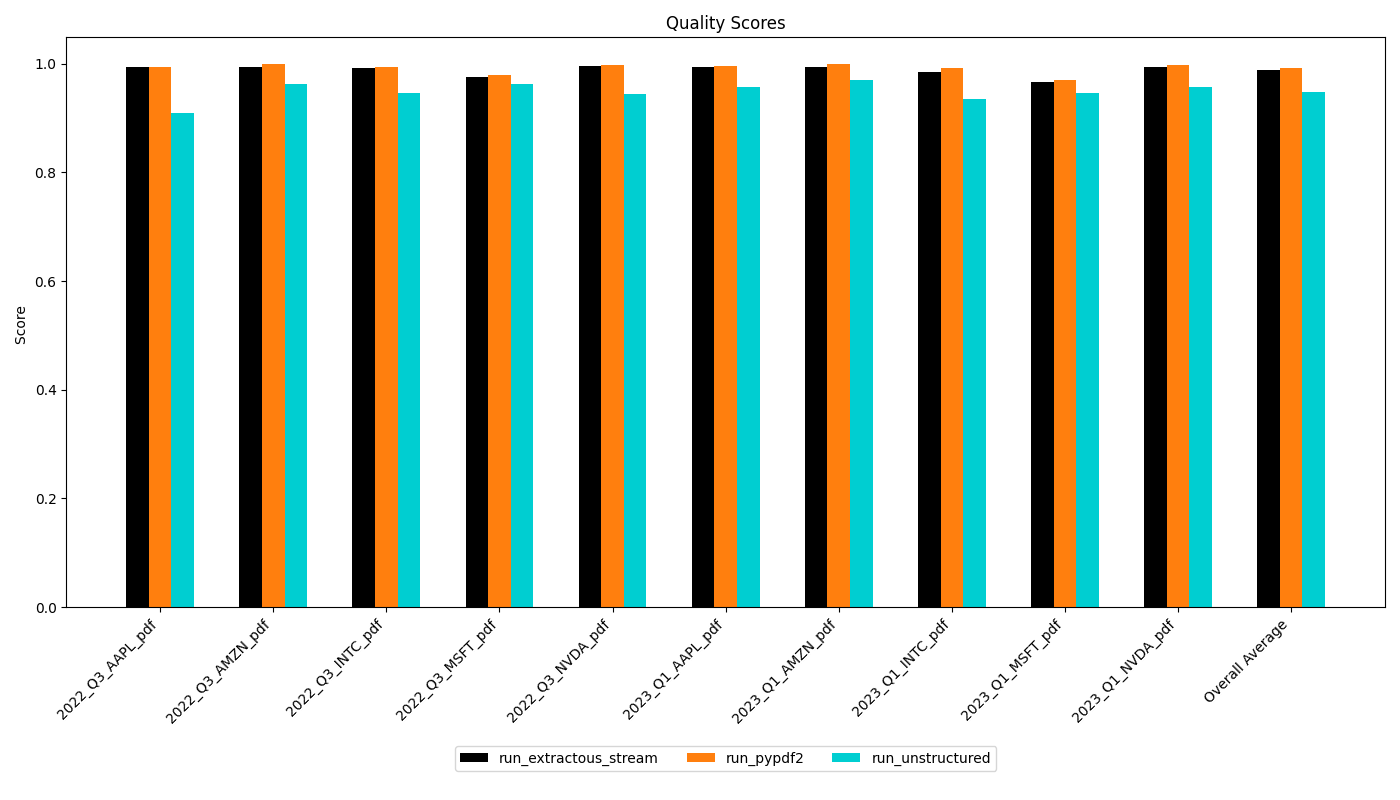 Quality Scores
1.0
0.8
0.6
0.4
0.2
0.0
Score
2022_Q3_AAPL_pdf
2022_Q3_AMZN_pdf
2022_Q3_INTC_pdf
2022_Q3_MSFT_pdf
2022_Q3_NVDA_pdf
2023_Q1_AAPL_pdf
2023_Q1_AMZN_pdf
2023_Q1_INTC_pdf
2023_Q1_MSFT_pdf
2023_Q1_NVDA_pdf
Overall Average
run_extractous_stream
run_pypdf2
run_unstructured